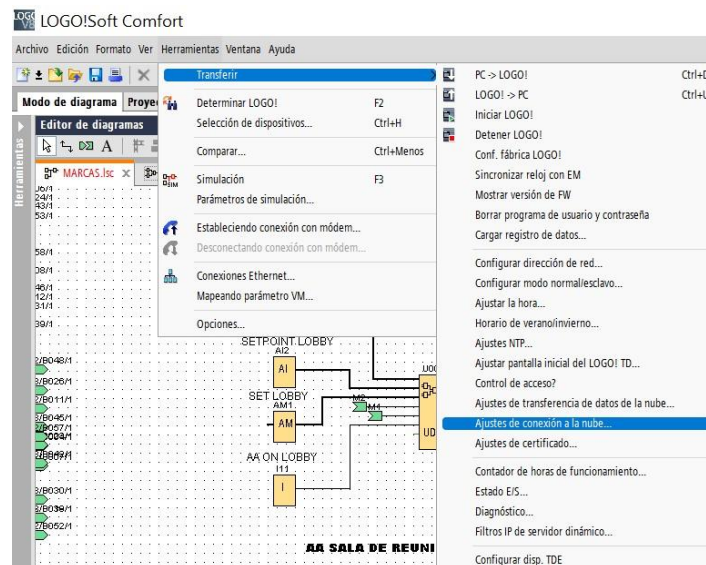 LOGO!Soft Comfort
Archivo Edición Formato Ver Herramientas Ventana Ayuda
Modo de diagrama Proye
Editor de diagramas
Herramientas
MARCAS.lsc
Transferir
Determinar LOGO! F2
Selección de dispositivos... Ctrl+H
Comparar... Ctrl+Menos
Simulación F3
Parámetros de simulación...
Estableciendo conexión con módem...
Desconectando conexión con módem...
Conexiones Ethernet...
Mapeando parámetro VM...
Opciones...
PC -> LOGO! Ctrl+D
LOGO! -> PC Ctrl+U
Iniciar LOGO!
Detener LOGO!
Conf. fábrica LOGO!
Sincronizar reloj con EM
Mostrar versión de FW
Borrar programa de usuario y contraseña
Cargar registro de datos...
Configurar dirección de red...
Configurar modo normal/esclavo...
Ajustar la hora...
Horario de verano/invierno...
Ajustes NTP...
Ajustar pantalla inicial del LOGO! TD...
Control de acceso?
Ajustes de transferencia de datos de la nube...
Ajustes de conexión a la nube...
Ajustes de certificado...
Contador de horas de funcionamiento...
Estado E/S...
Diagnóstico...
Filtros IP de servidor dinámico...
Configurar disp. TDE
SETPOINT LOBBY
AI2
AI
SET LOBBY
AM1
AM
M2
M1
UD
AA ON LOBBY
I11
I
AA SALA DE REUNI